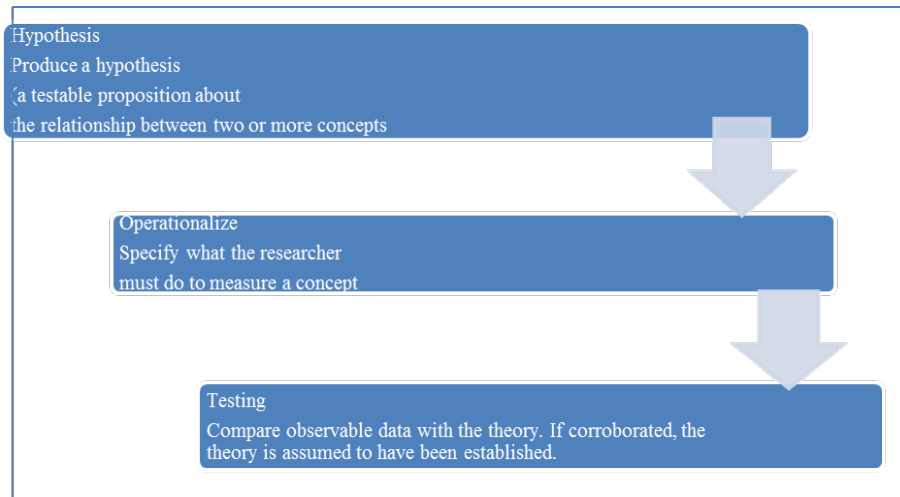 Hypothesis
Produce a hypothesis
(a testable proposition about
the relationship between two or more concepts
Operationalize
Specify what the researcher
must do to measure a concept
Testing
Compare observable data with the theory. If corroborated, the
theory is assumed to have been established.